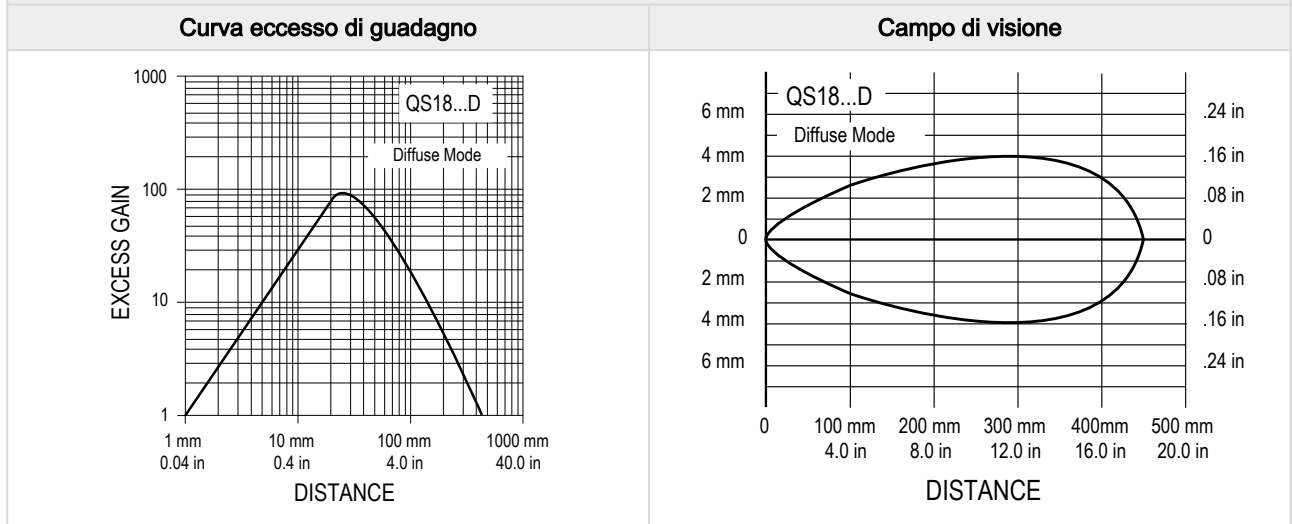 Curva eccesso di guadagno
Campo di visione
1000
100
10
1
EXCESS GAIN
QS18...D
Diffuse Mode
1 mm 10 mm 100 mm 1000 mm
0.04 in 0.4 in 4.0 in 40.0 in
DISTANCE
QS18...D
Diffuse Mode
6 mm .24 in
4 mm .16 in
2 mm .08 in
0 0
2 mm .08 in
4 mm .16 in
6 mm .24 in
0 100 mm 200 mm 300 mm 400mm 500 mm
4.0 in 8.0 in 12.0 in 16.0 in 20.0 in
DISTANCE